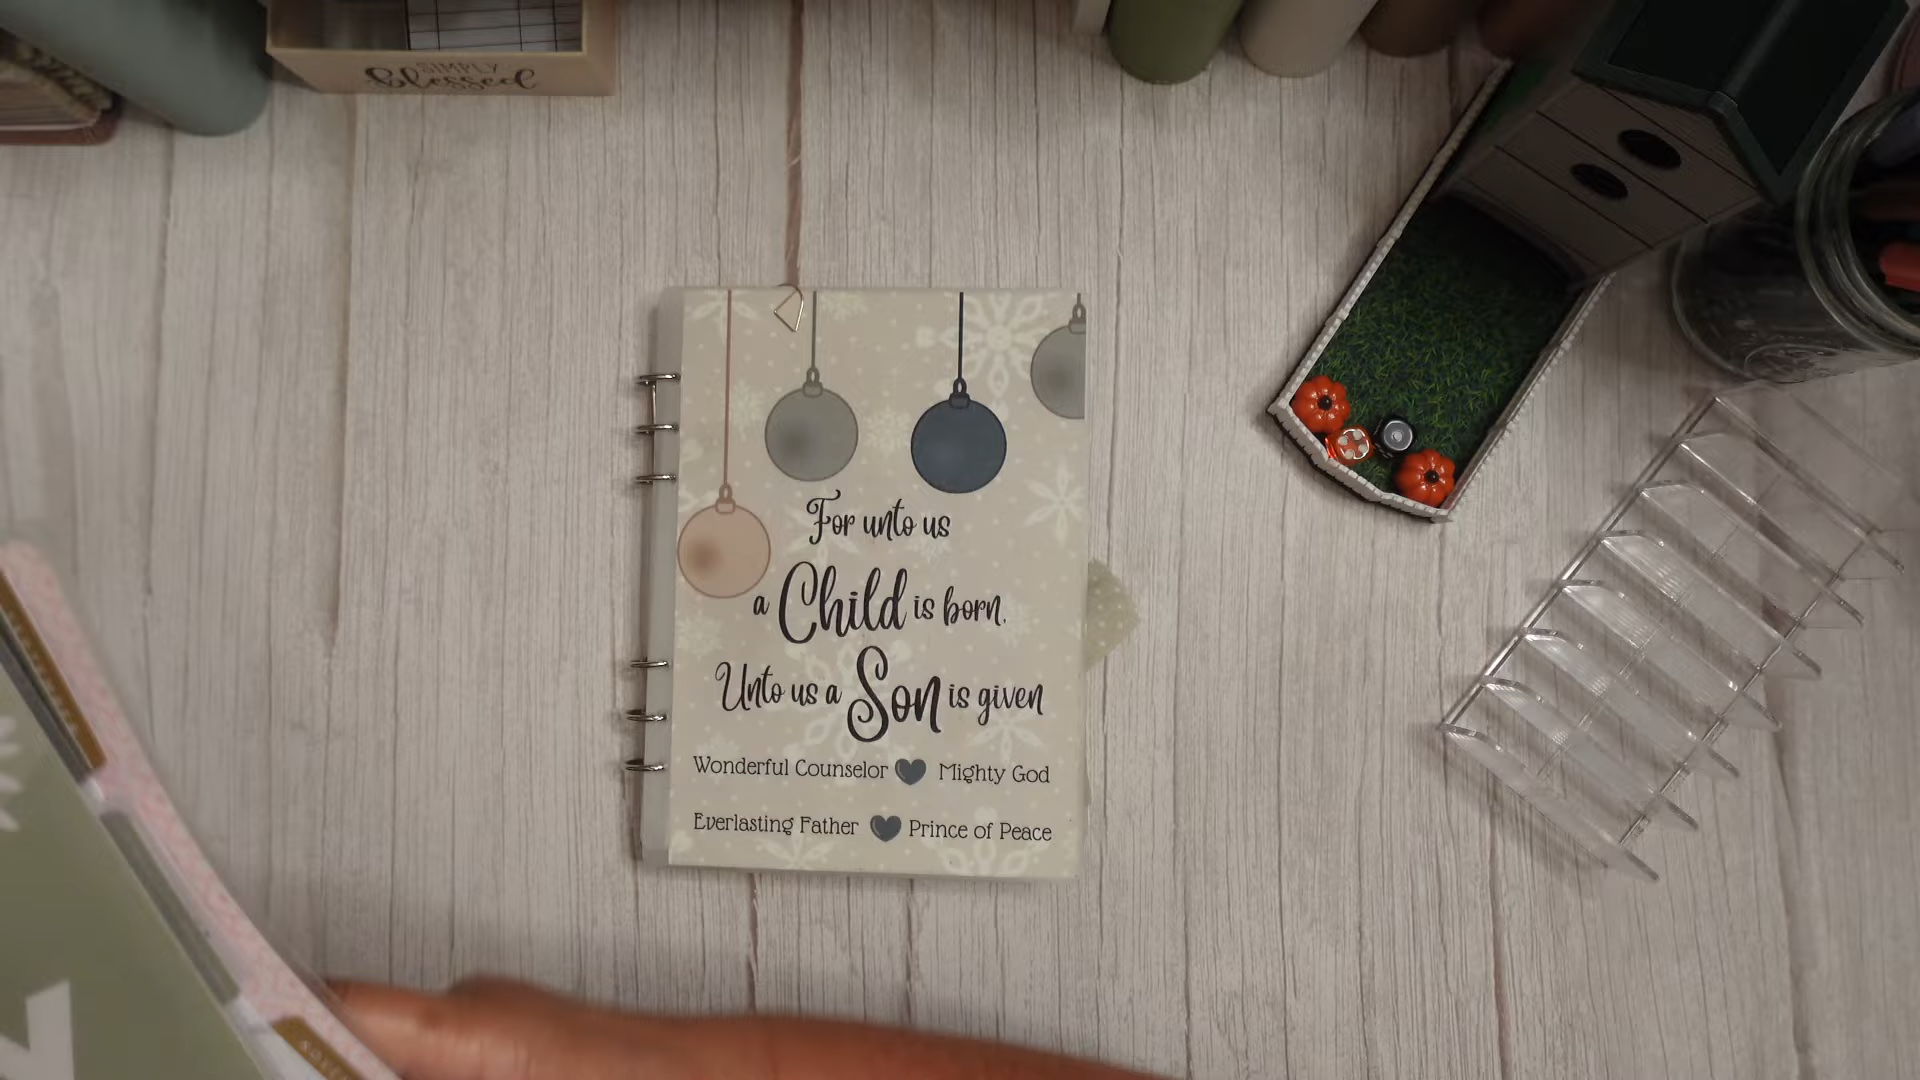 SIMPLY
blessed
For unto us
a Child is born.
Unto us a Son is given
Wonderful Counselor Mighty God
Everlasting Father Prince of Peace